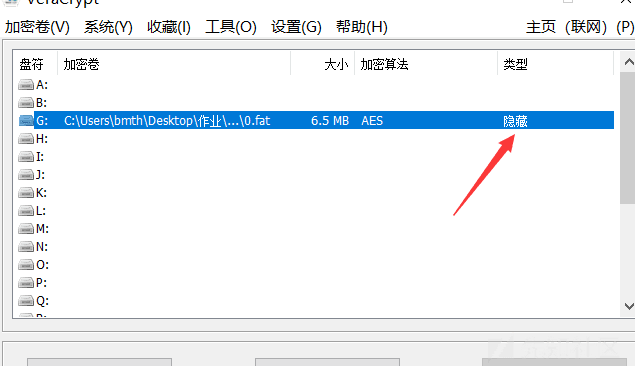 VeraCrypt
加密卷(V) 系统(Y) 收藏(I) 工具(O) 设置(G) 帮助(H) 主页 (联网) (P)
盘符 加密卷 大小 加密算法 类型
A:
B:
G: C:\Users\bmth\Desktop\作业\...\0.fat 6.5 MB AES 隐藏
H:
I:
J:
K:
L:
M:
N:
O:
P:
Q: